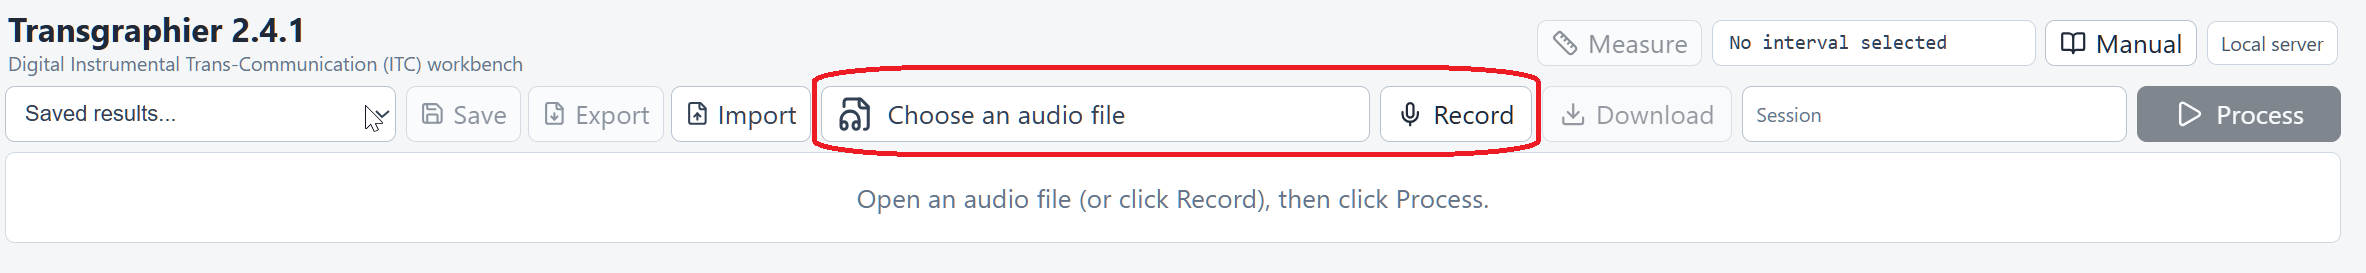 Transgraphier 2.4.1
Digital Instrumental Trans-Communication (ITC) workbench
Measure
No interval selected
Manual
Local server
Saved results...
Save
Export
Import
Choose an audio file
Record
Download
Session
Process
Open an audio file (or click Record), then click Process.